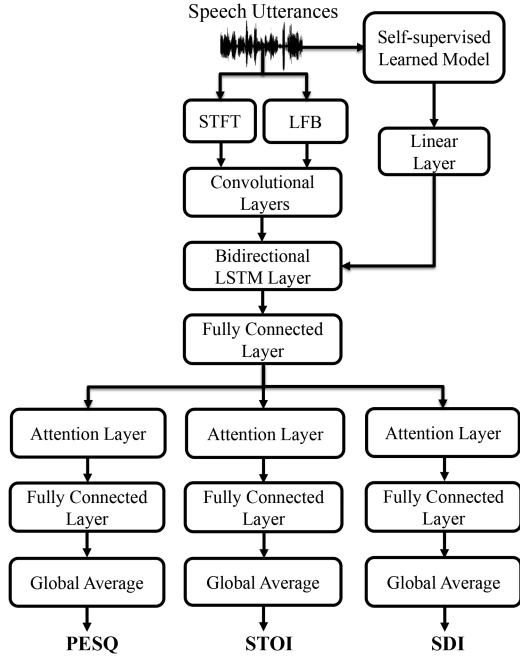 Speech Utterances
Self-supervised
Learned Model
STFT
LFB
Linear
Layer
Convolutional
Layers
Bidirectional
LSTM Layer
Fully Connected
Layer
Attention Layer
Attention Layer
Attention Layer
Fully Connected
Layer
Fully Connected
Layer
Fully Connected
Layer
Global Average
Global Average
Global Average
PESQ
STOI
SDI